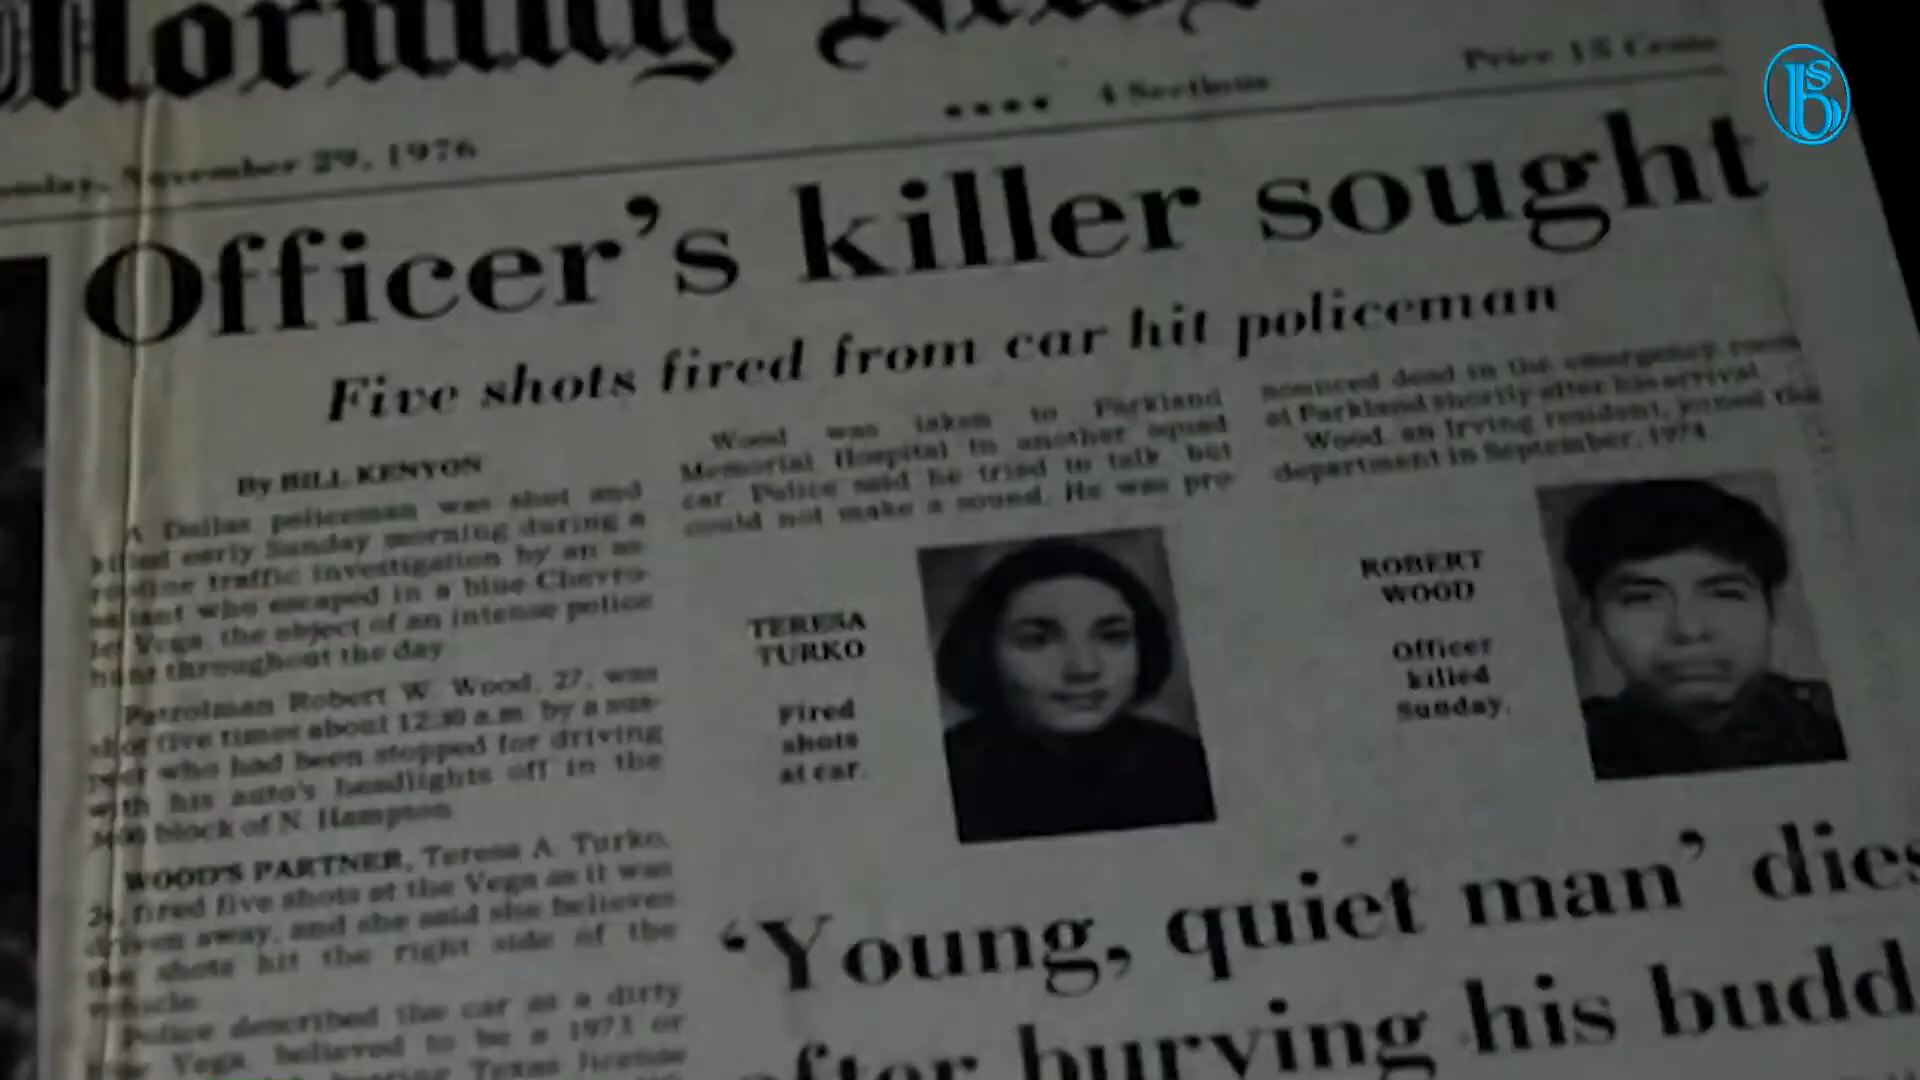 Morning News
November 29, 1976
4 Sections
Price 15 Cents
Officer's killer sought
Five shots fired from car hit policeman
By BILL KENYON
A Dallas policeman was shot and
killed early Sunday morning during a
routine traffic investigation by an as-
sailant who escaped in a blue Chevro-
let Vega, the object of an intense police
hunt throughout the day
Patrolman Robert W. Wood, 27, was
shot five times about 12:30 a.m. by a sus-
pect who had been stopped for driving
with his auto's headlights off in the
block of N. Hampton
WOOD'S PARTNER, Teresa A. Turko,
fired five shots at the Vega as it was
driven away, and she said she believes
the shots hit the right side of the
vehicle.
Police described the car as a dirty
Vega, believed to be a 1973 or
bearing Texas license
Wood was taken to Parkland
Memorial Hospital in another squad
car. Police said he tried to talk but
could not make a sound. He was pro-
nounced dead in the emergency room
at Parkland shortly after his arrival.
Wood, an Irving resident, joined the
department in September, 1974
TERESA
TURKO
Fired
shots
at car.
ROBERT
WOOD
Officer
killed
Sunday.
'Young, quiet man' dies
after burying his budd
bs